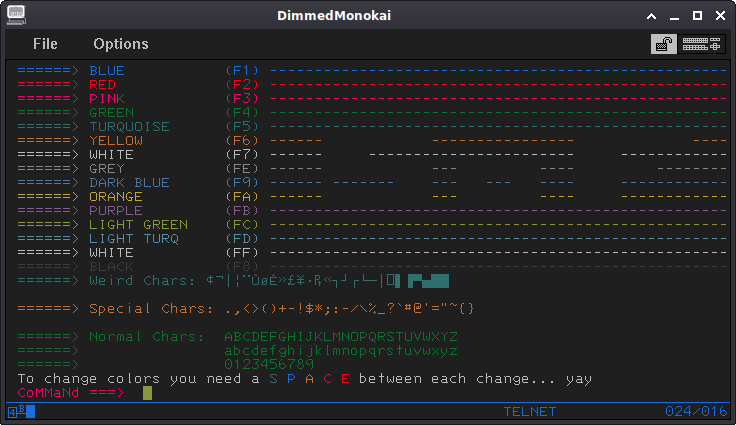 DimmedMonokai
File Options
======> BLUE (F1) ---------------------------------------------------
======> RED (F2) ---------------------------------------------------
======> PINK (F3) ---------------------------------------------------
======> GREEN (F4) ---------------------------------------------------
======> TURQUOISE (F5) ---------------------------------------------------
======> YELLOW (F6) ------            ----------------          ----
======> WHITE (F7) ------     ----------------------      ------------
======> GREY (FE) ------            ---      ------      ----
======> DARK BLUE (F9) ------ -------    ---   ---   ----   ------------
======> ORANGE (FA) ------            ---      ----          ----
======> PURPLE (FB) ---------------------------------------------------
======> LIGHT GREEN (FC) ---------------------------------------------------
======> LIGHT TURQ (FD) ---------------------------------------------------
======> WHITE (FF) ---------------------------------------------------
======> BLACK (F8)
======> Weird Chars:
======> Special Chars: .,<>()+-!$*;:-/\%_?`#@'="~{}
======> Normal Chars: ABCDEFGHIJKLMNOPQRSTUVWXYZ
======> abcdefghijklmnopqrstuvwxyz
======> 0123456789
To change colors you need a S P A C E between each change... yay
CoMMaNd ===>
4 B TELNET 024/016